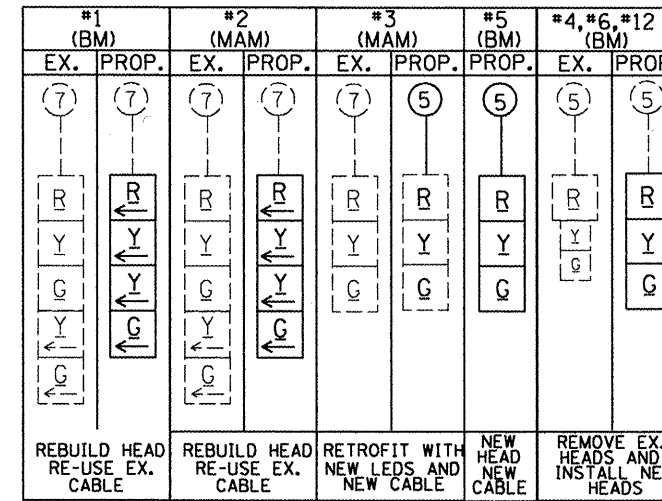 #1 #2 #3 #5 #4,#6,#12
(BM) (MAM) (MAM) (BM) (BM)
EX. PROP. EX. PROP. EX. PROP. PROP. EX.
7 7 7 7 7 5 5 5 5
R R R R R R R R R
Y Y Y Y Y Y Y Y Y
G Y G Y G G G G G
Y G Y G
G G
REBUILD HEAD
RE-USE EX.
CABLE
REBUILD HEAD
RE-USE EX.
CABLE
RETROFIT WITH
NEW LEDS AND
NEW CABLE
NEW
HEAD
NEW
CABLE
REMOVE EX.
HEADS AND
INSTALL
HEADS